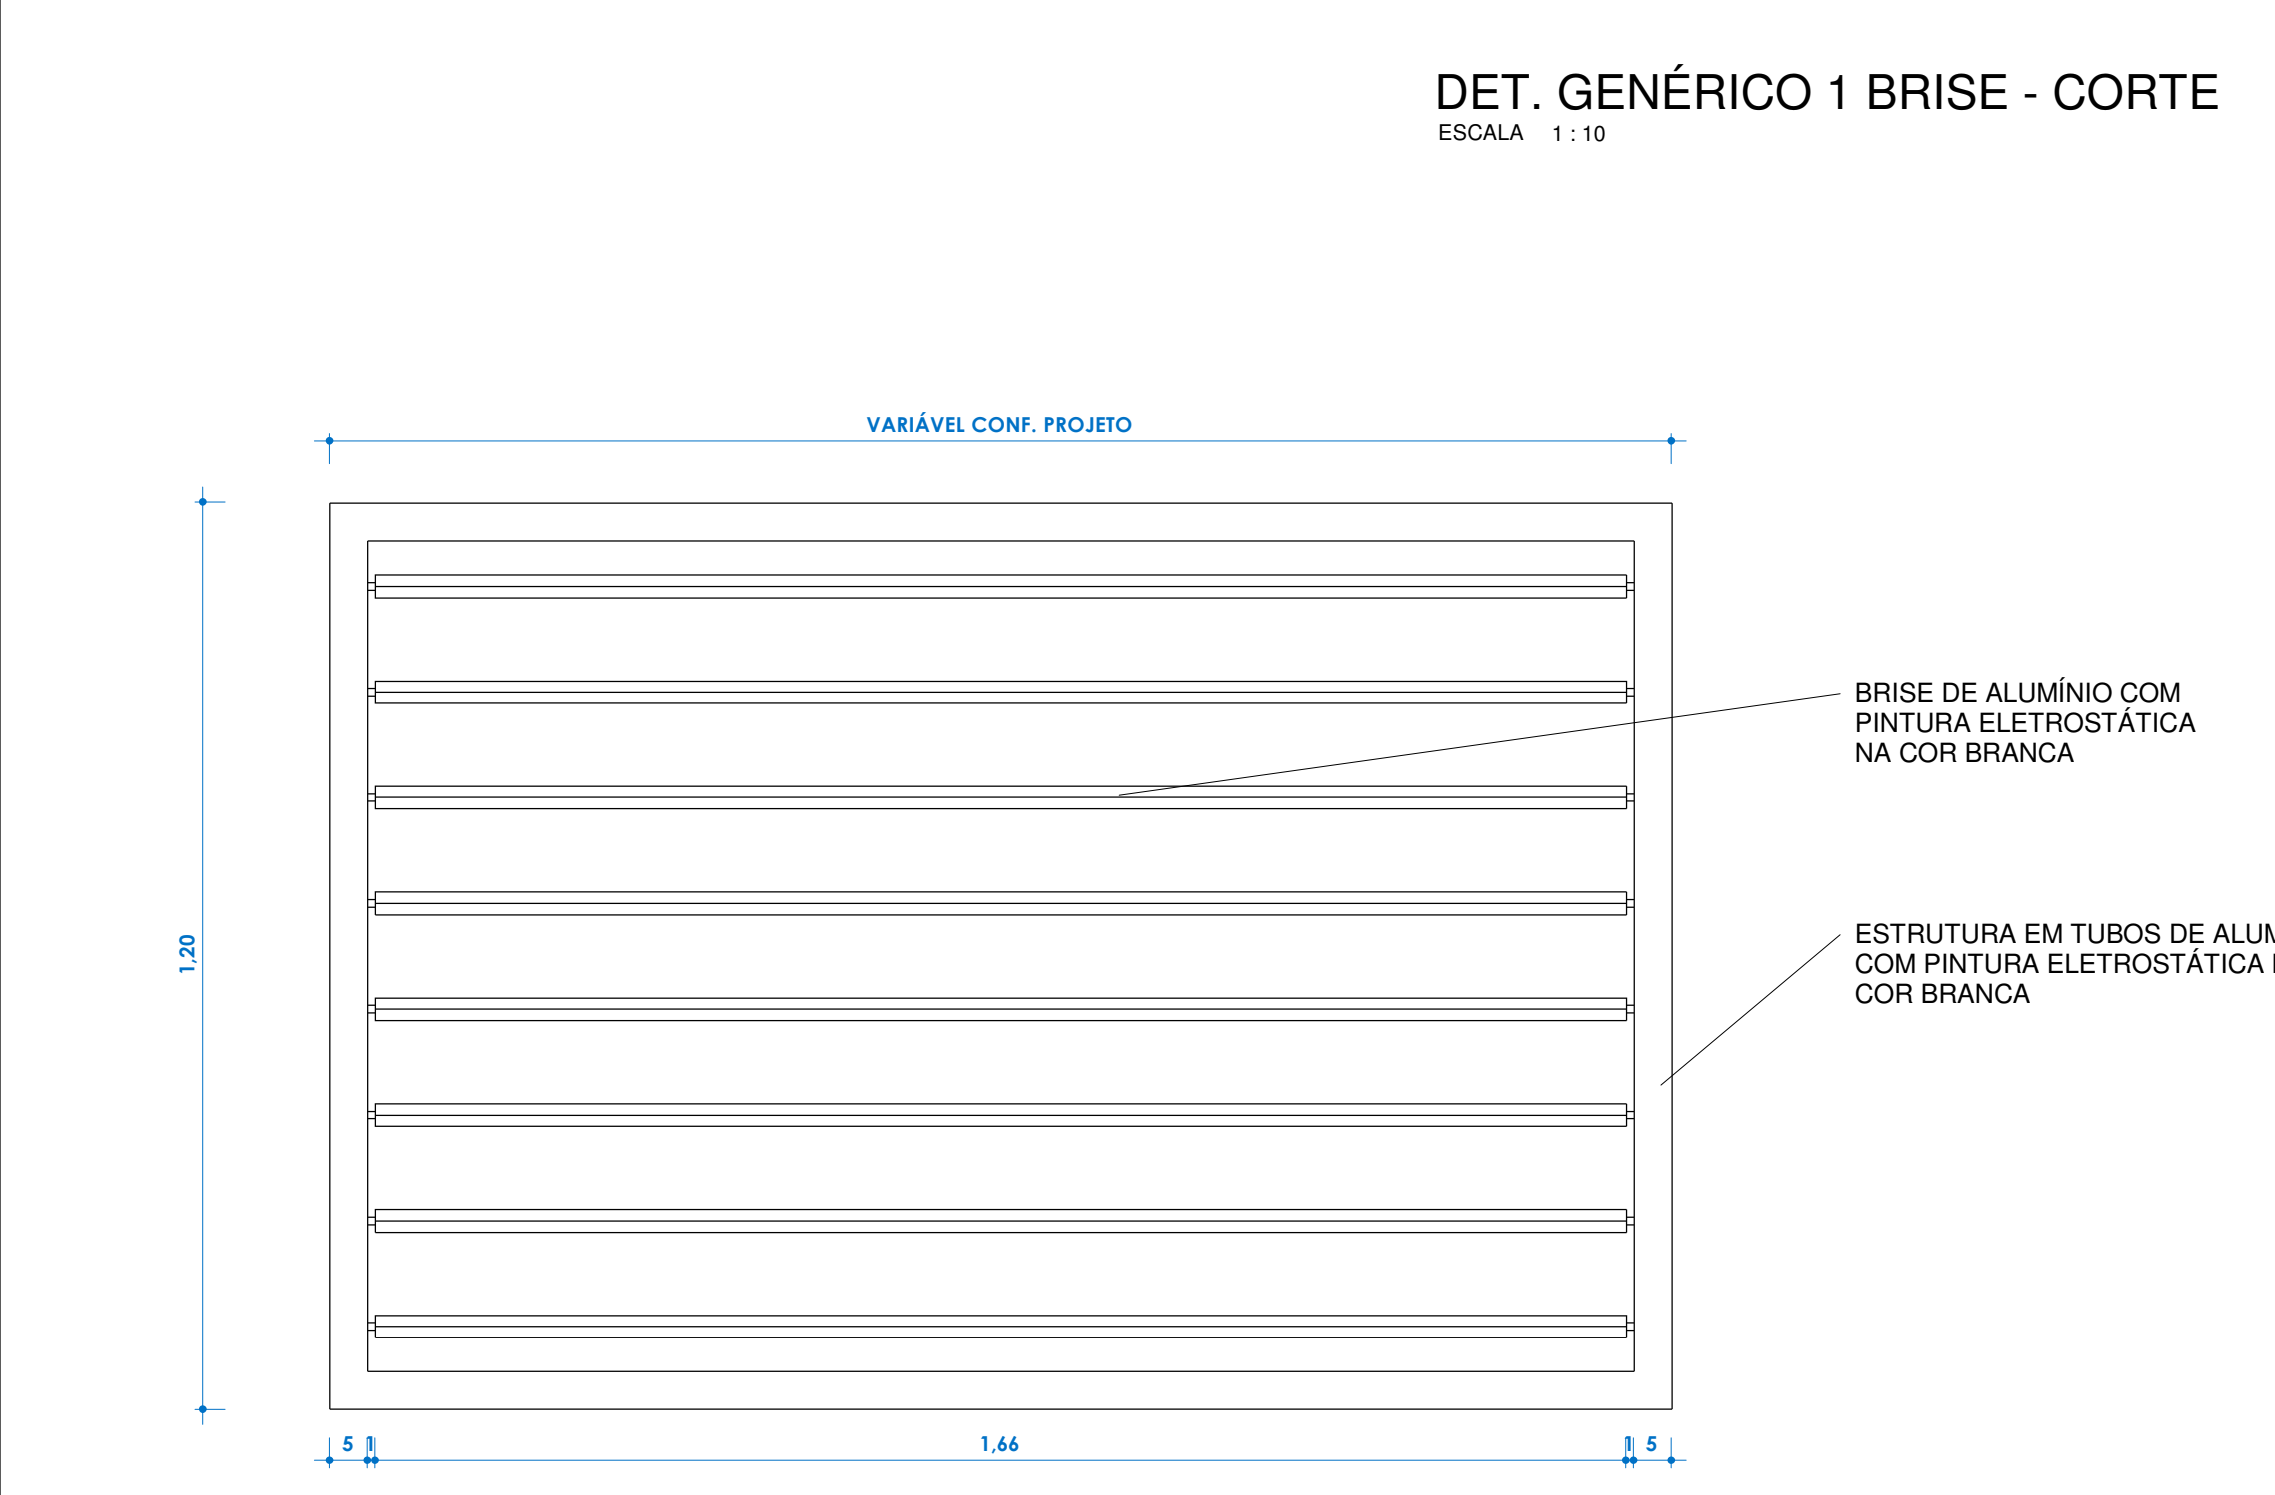 DET. GENÉRICO 1 BRISE - CORTE
ESCALA 1 : 10
VARIÁVEL CONF. PROJETO
BRISE DE ALUMÍNIO COM
PINTURA ELETROSTÁTICA
NA COR BRANCA
1,20
ESTRUTURA EM TUBOS DE
COM PINTURA ELETROSTÁTICA
COR BRANCA
5 1 1,66 1 5